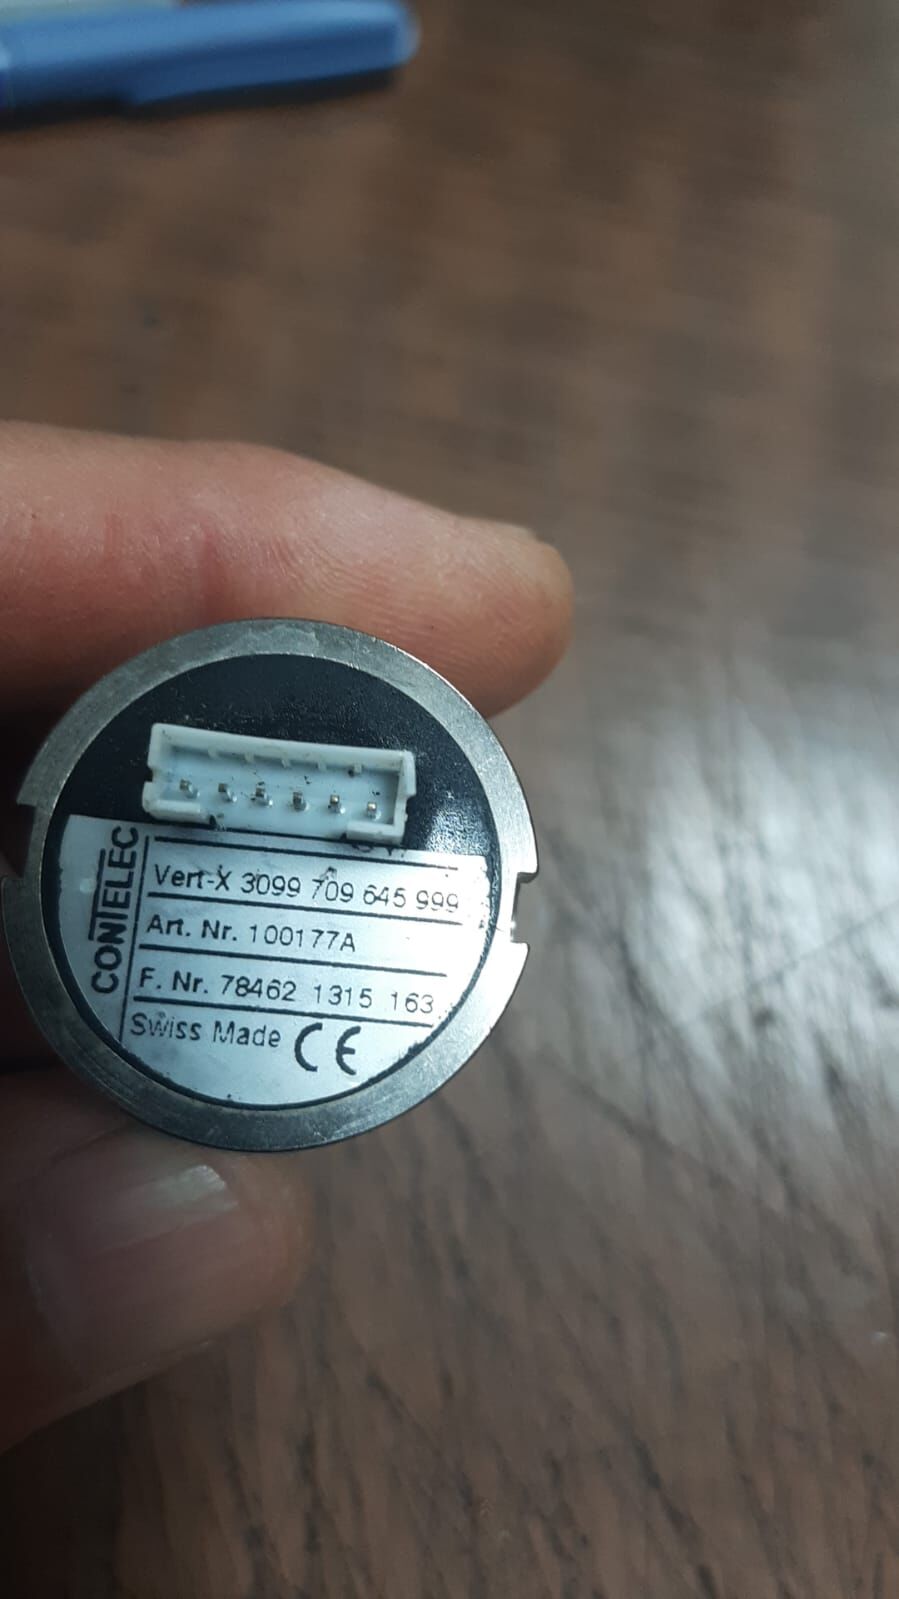 CONTELEC
Vert-X 3099 709 645 999
Art. Nr. 100177A
F. Nr. 78462 1315 163
Swiss Made CE